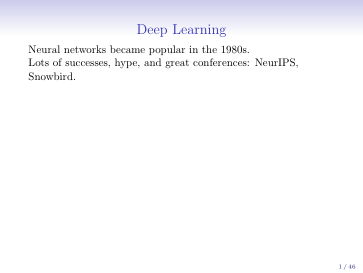 Deep Learning
Neural networks became popular in the 1980s.
Lots of successes, hype, and great conferences: NeurIPS,
Snowbird.
1 / 46